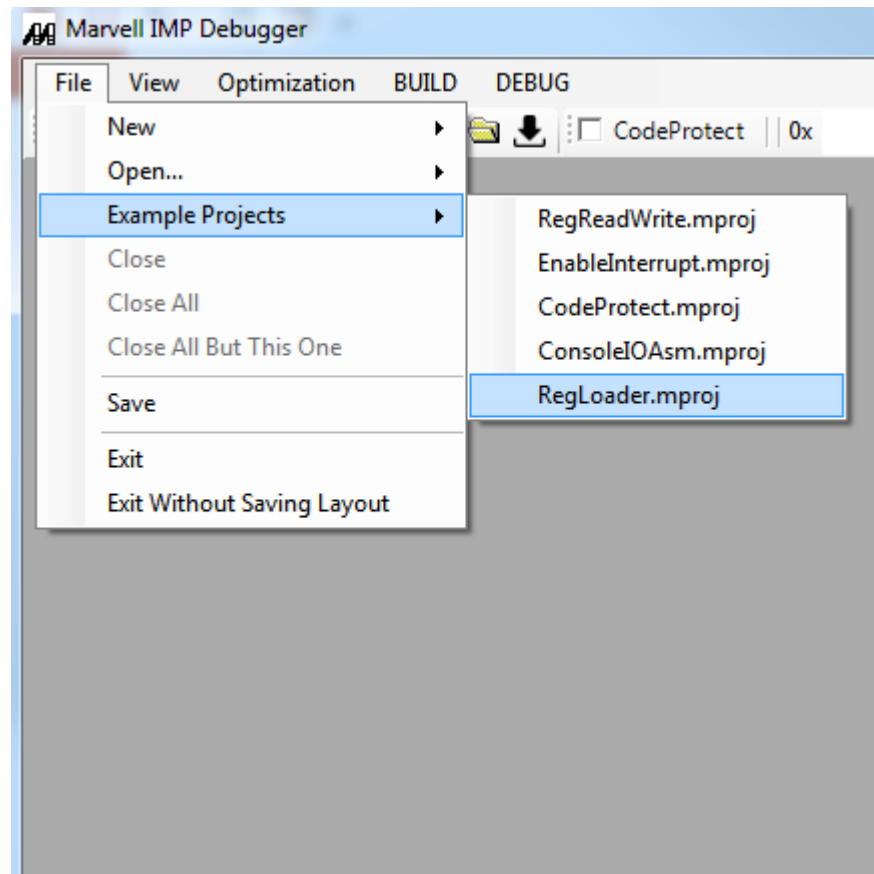 Marvell IMP Debugger
File View Optimization BUILD DEBUG
CodeProtect 0x
New
Open...
Example Projects
Close
Close All
Close All But This One
Save
Exit
Exit Without Saving Layout
RegReadWrite.mproj
EnableInterrupt.mproj
CodeProtect.mproj
ConsoleIOAsm.mproj
RegLoader.mproj